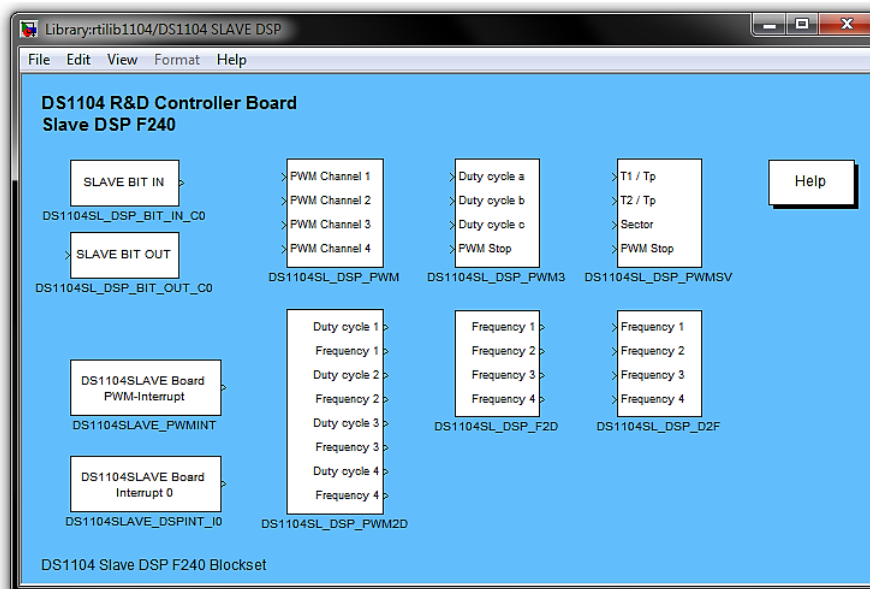 Library:rtilib1104/DS1104 SLAVE DSP
File Edit View Format Help
DS1104 R&D Controller Board
Slave DSP F240
SLAVE BIT IN
DS1104SL_DSP_BIT_IN_C0
SLAVE BIT OUT
DS1104SL_DSP_BIT_OUT_C0
PWM Channel 1
PWM Channel 2
PWM Channel 3
PWM Channel 4
DS1104SL_DSP_PWM
Duty cycle a
Duty cycle b
Duty cycle c
PWM Stop
DS1104SL_DSP_PWM3
T1 / Tp
T2 / Tp
Sector
PWM Stop
DS1104SL_DSP_PWMSV
Help
DS1104SLAVE Board
PWM-Interrupt
DS1104SLAVE_PWMINT
DS1104SLAVE Board
Interrupt 0
DS1104SLAVE_DSPINT_I0
Duty cycle 1
Frequency 1
Duty cycle 2
Frequency 2
Duty cycle 3
Frequency 3
Duty cycle 4
Frequency 4
DS1104SL_DSP_PWM2D
Frequency 1
Frequency 2
Frequency 3
Frequency 4
DS1104SL_DSP_F2D
Frequency 1
Frequency 2
Frequency 3
Frequency 4
DS1104SL_DSP_D2F
DS1104 Slave DSP F240 Blockset